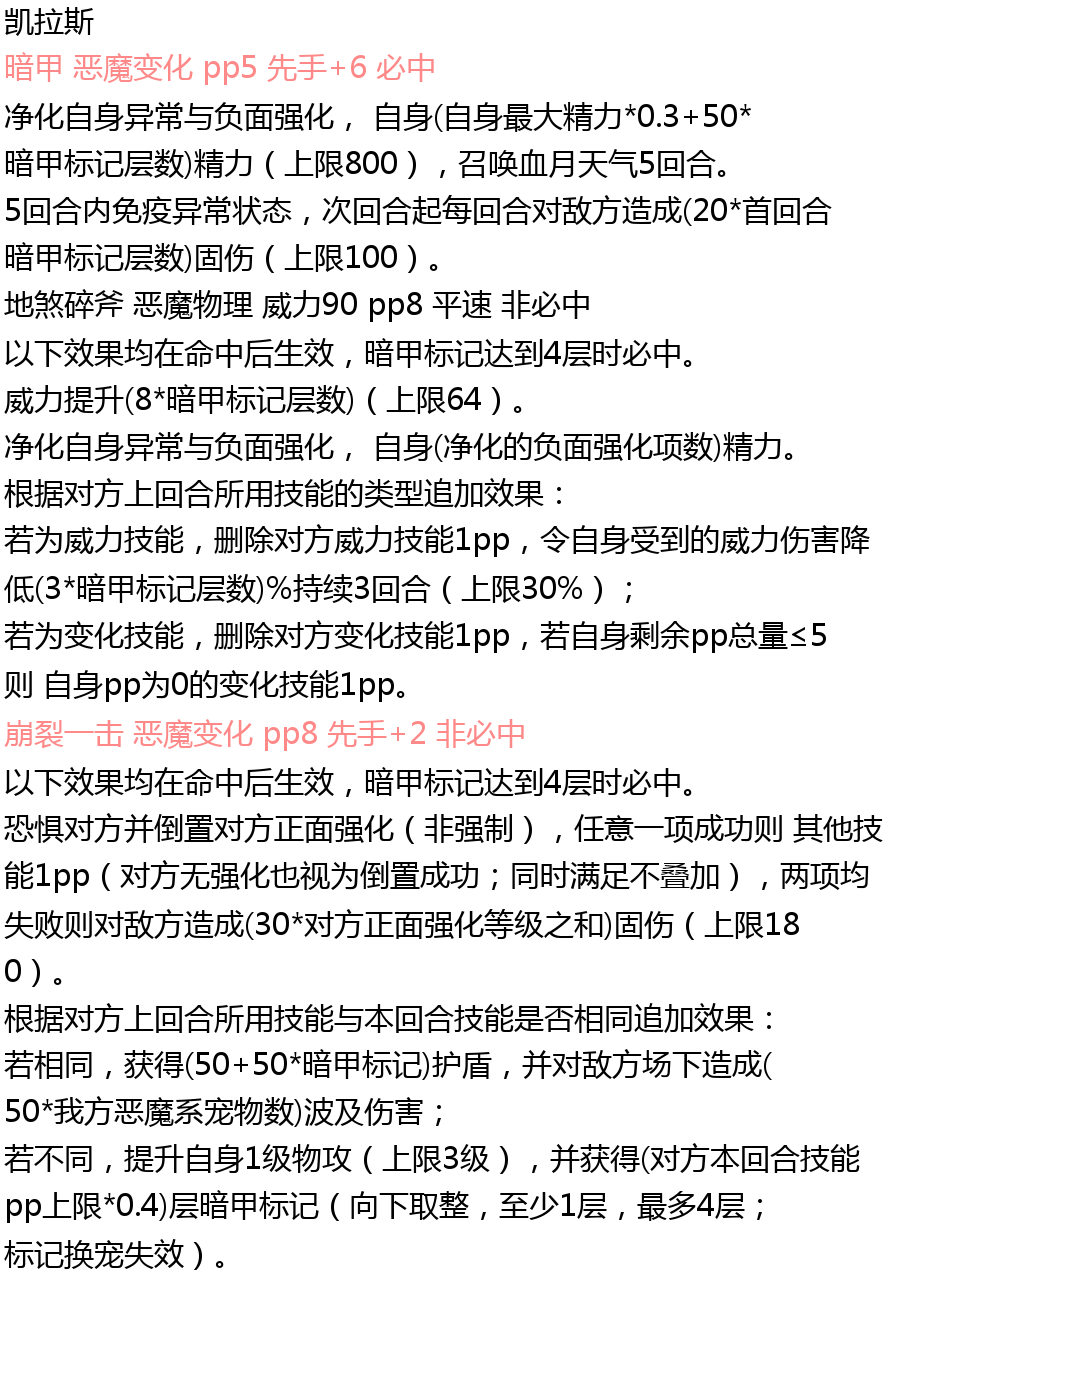 凯拉斯
暗甲 恶魔变化 pp5 先手+6 必中
净化自身异常与负面强化， 自身(自身最大精力*0.3+50*
暗甲标记层数)精力（上限800），召唤血月天气5回合。
5回合内免疫异常状态，次回合起每回合对敌方造成(20*首回合
暗甲标记层数)固伤（上限100）。
地煞碎斧 恶魔物理 威力90 pp8 平速 非必中
以下效果均在命中后生效，暗甲标记达到4层时必中。
威力提升(8*暗甲标记层数)（上限64）。
净化自身异常与负面强化， 自身(净化的负面强化项数)精力。
根据对方上回合所用技能的类型追加效果：
若为威力技能，删除对方威力技能1pp，令自身受到的威力伤害降
低(3*暗甲标记层数)%持续3回合（上限30%）；
若为变化技能，删除对方变化技能1pp，若自身剩余pp总量≤5
则 自身pp为0的变化技能1pp。
崩裂一击 恶魔变化 pp8 先手+2 非必中
以下效果均在命中后生效，暗甲标记达到4层时必中。
恐惧对方并倒置对方正面强化（非强制），任意一项成功则 其他技
能1pp（对方无强化也视为倒置成功；同时满足不叠加），两项均
失败则对敌方造成(30*对方正面强化等级之和)固伤（上限18
0）。
根据对方上回合所用技能与本回合技能是否相同追加效果：
若相同，获得(50+50*暗甲标记)护盾，并对敌方场下造成(
50*我方恶魔系宠物数)波及伤害；
若不同，提升自身1级物攻（上限3级），并获得(对方本回合技能
pp上限*0.4)层暗甲标记（向下取整，至少1层，最多4层；
标记换宠失效）。